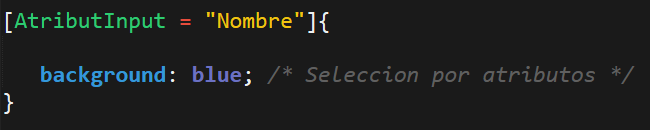 [AtributInput = "Nombre"]{
background: blue; /* Seleccion por atributos */
}